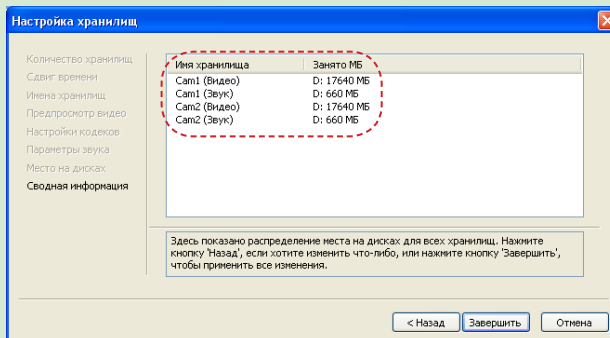 Настройка хранилищ
Количество хранилищ
Сдвиг времени
Имена хранилищ
Предпросмотр видео
Настройки кодеков
Параметры звука
Место на дисках
Сводная информация
Имя хранилища Занято МБ
Cam1 (Видео) D: 17640 МБ
Cam1 (Звук) D: 660 МБ
Cam2 (Видео) D: 17640 МБ
Cam2 (Звук) D: 660 МБ
Здесь показано распределение места на дисках для всех хранилищ. Нажмите
кнопку 'Назад', если хотите изменить что-либо, или нажмите кнопку 'Завершить',
чтобы применить все изменения.
< Назад Завершить Отмена